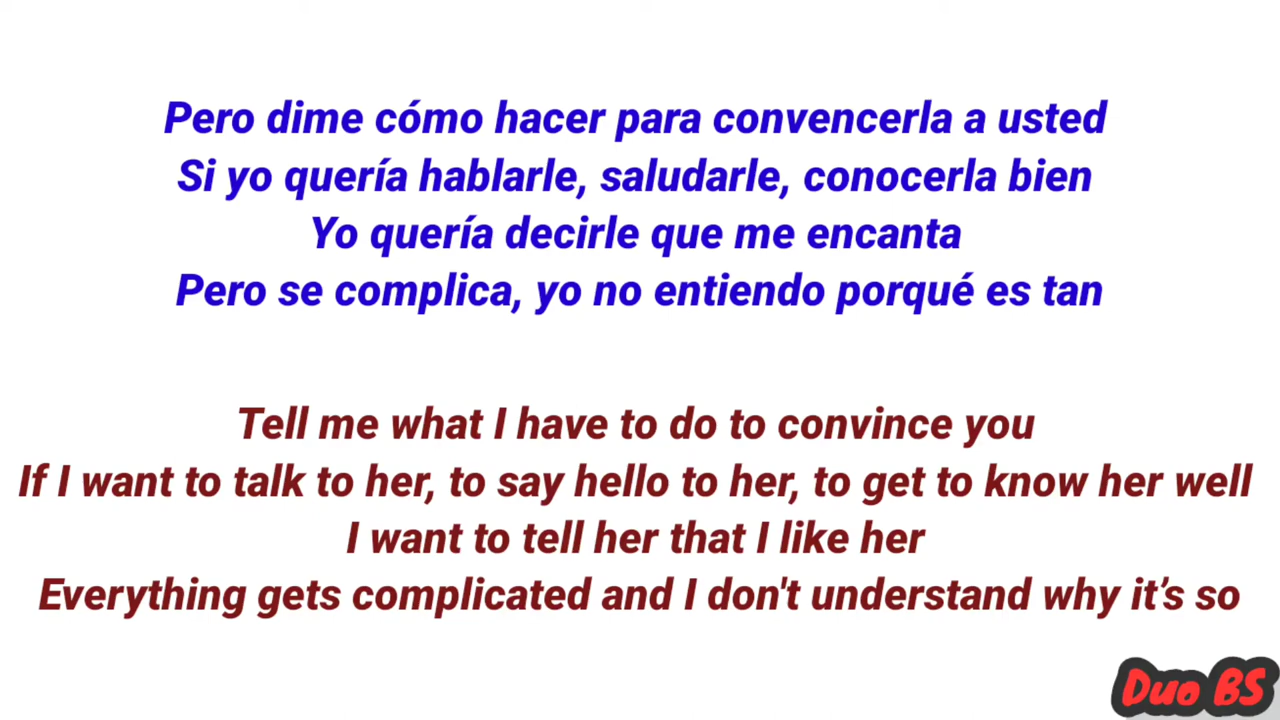 Pero dime cómo hacer para convencerla a usted
Si yo quería hablarle, saludarle, conocerla bien
Yo quería decirle que me encanta
Pero se complica, yo no entiendo porqué es tan
Tell me what I have to do to convince you
If I want to talk to her, to say hello to her, to get to know her well
I want to tell her that I like her
Everything gets complicated and I don't understand why it’s so
Duo BS